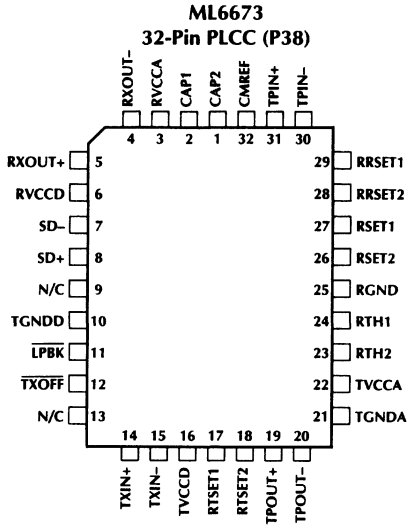 ML6673
32-Pin PLCC (P38)
RXOUT–
RVCCA
CAP1
CAP2
CMREF
TPIN+
TPIN–
4 3 2 1 32 31 30
RXOUT+ 5
RVCCD 6
SD– 7
SD+ 8
N/C 9
TGNDD 10
LPBK 11
TXOFF 12
N/C 13
29 RRSET1
28 RRSET2
27 RSET1
26 RSET2
25 RGND
24 RTH1
23 RTH2
22 TVCCA
21 TGNDA
14 15 16 17 18 19 20
TXIN+
TXIN–
TVCCD
RTSET1
RTSET2
TPOUT+
TPOUT–